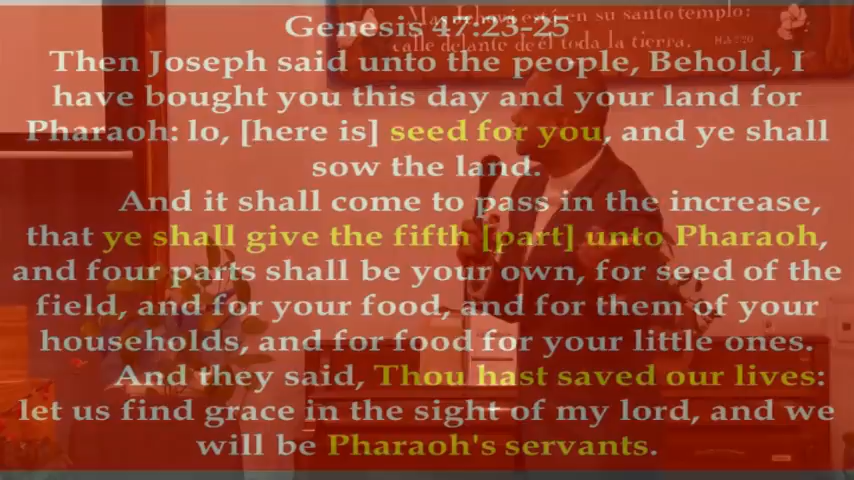 Mas Jehová está en su santo templo:
Genesis 47:23-25
calle delante de él toda la tierra. HAB 2:20
Then Joseph said unto the people, Behold, I
have bought you this day and your land for
Pharaoh: lo, [here is] seed for you, and ye shall
sow the land.
And it shall come to pass in the increase,
that ye shall give the fifth [part] unto Pharaoh,
and four parts shall be your own, for seed of the
field, and for your food, and for them of your
households, and for food for your little ones.
And they said, Thou hast saved our lives:
let us find grace in the sight of my lord, and we
will be Pharaoh's servants.